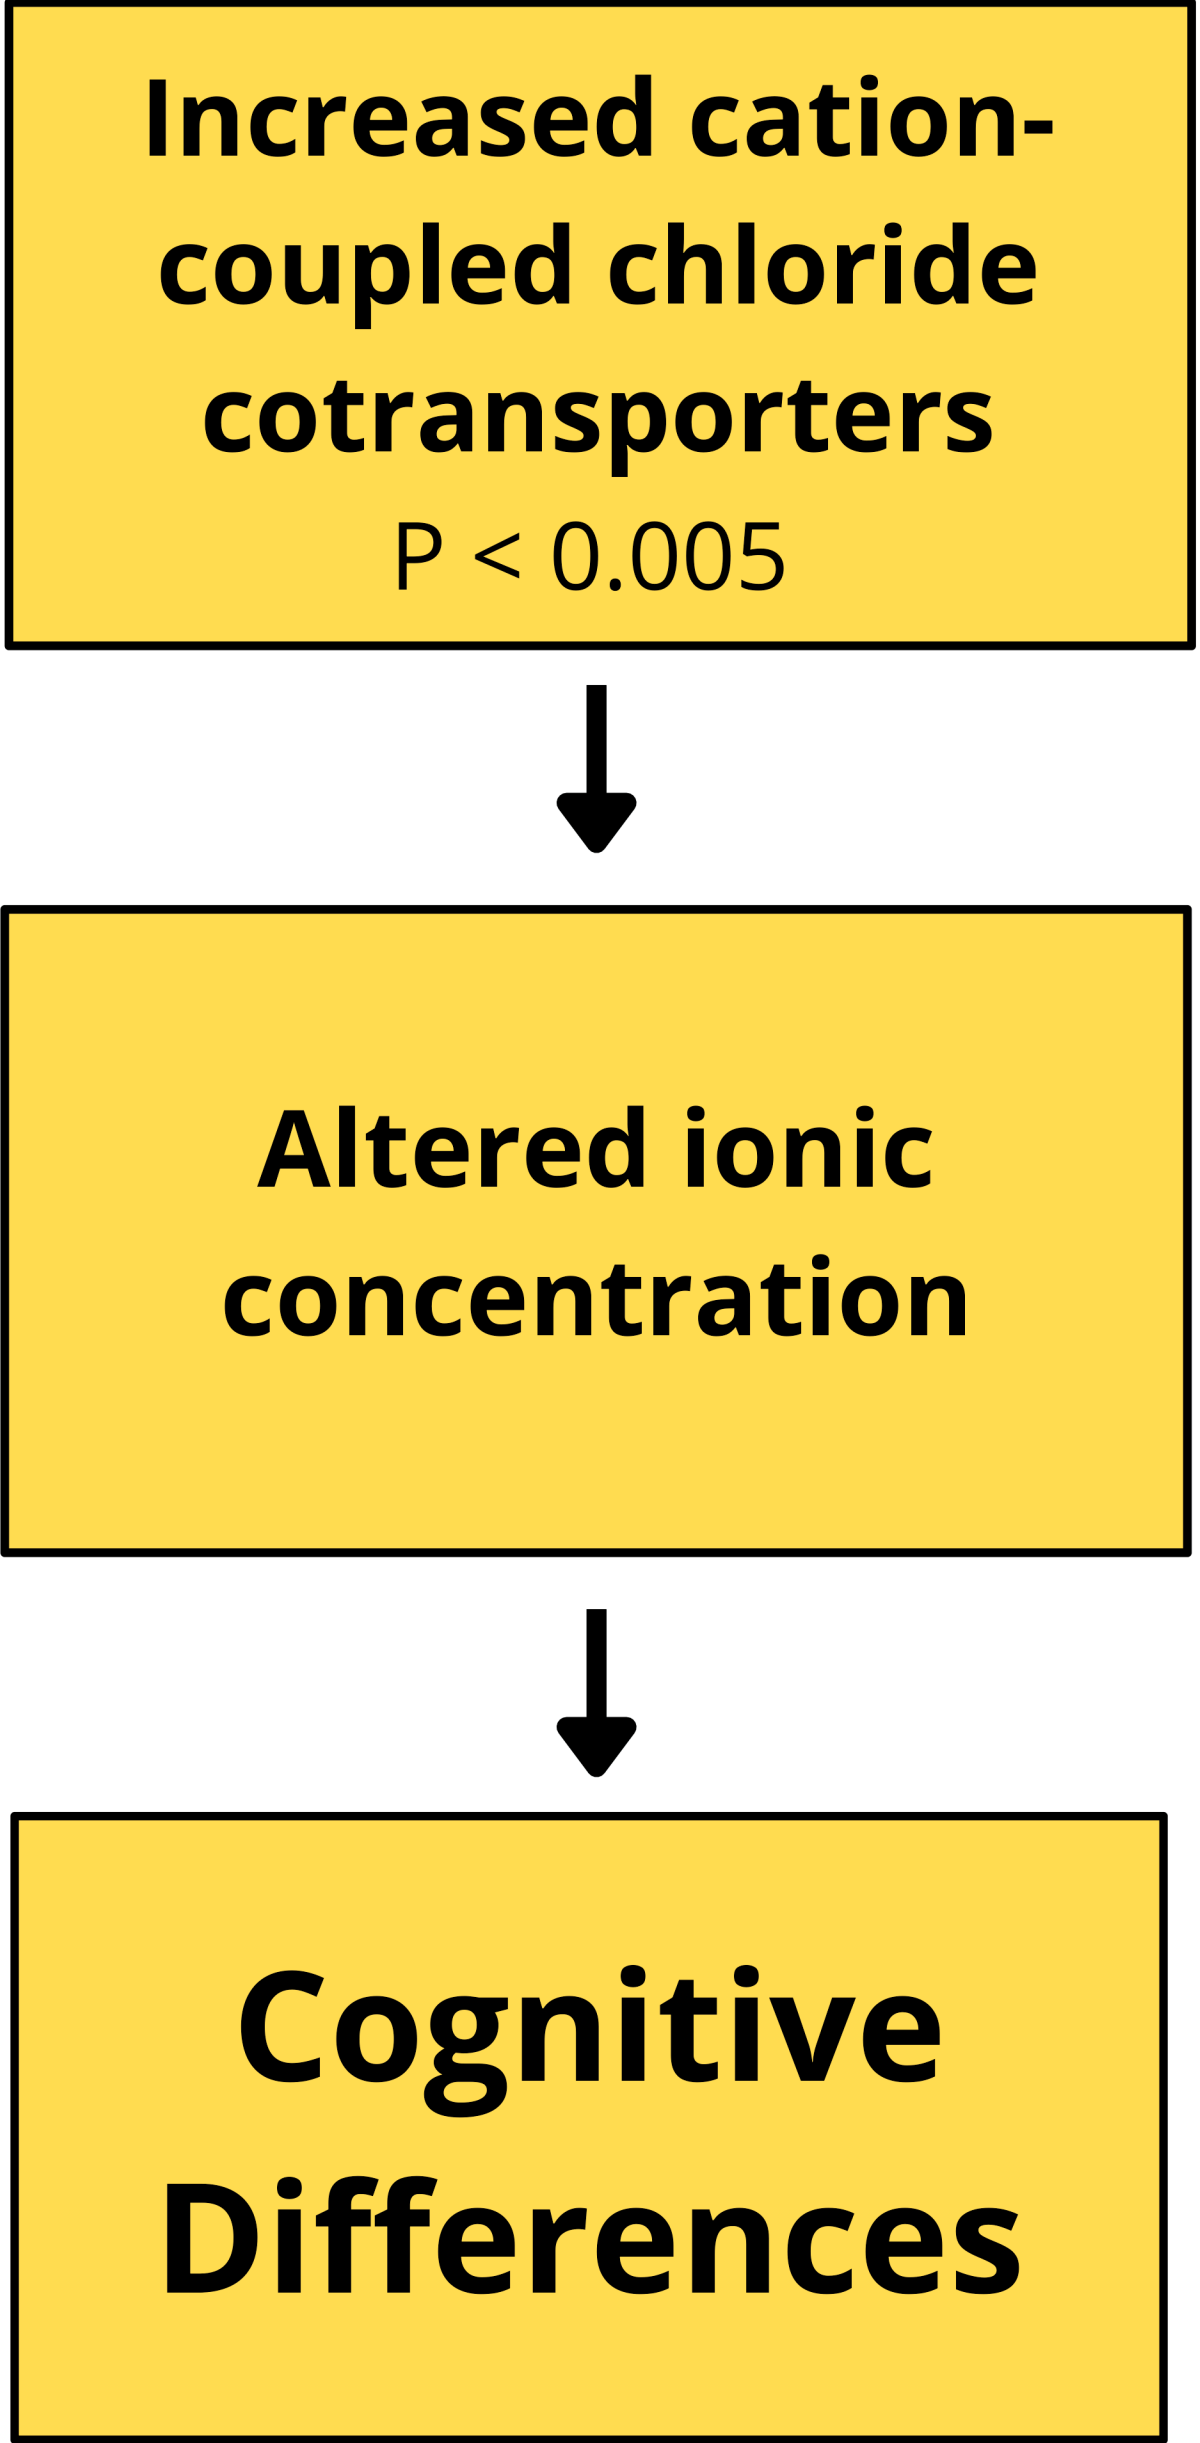 Increased cation-
coupled chloride
cotransporters
P < 0.005
Altered ionic
concentration
Cognitive
Differences